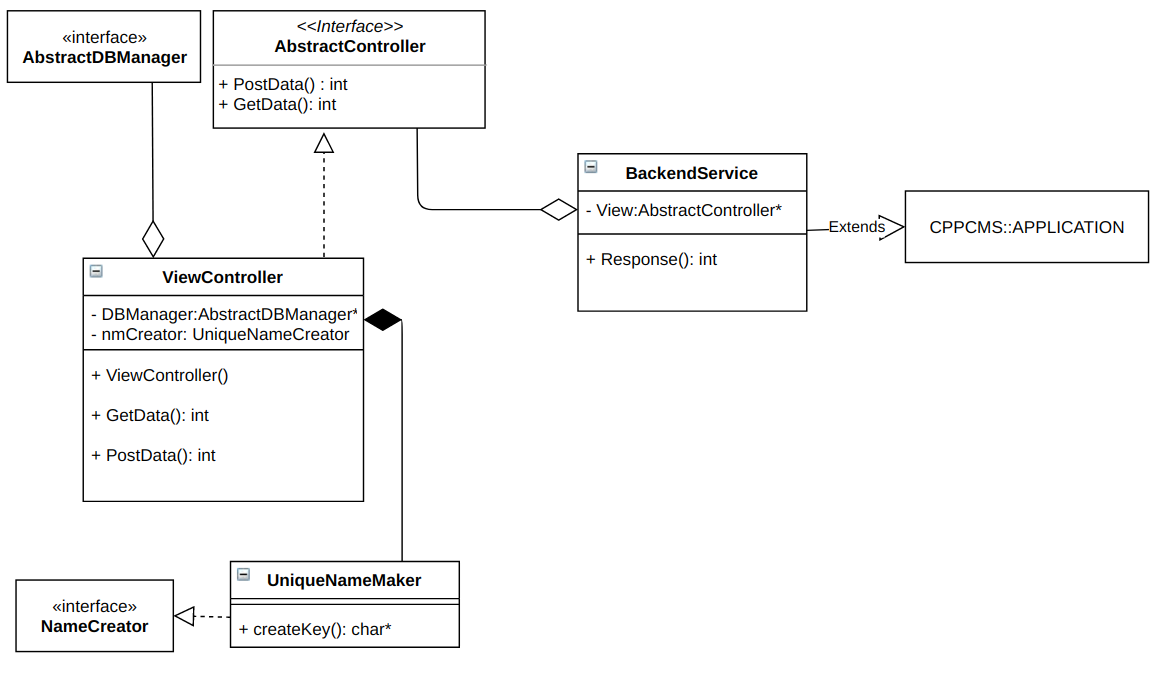 «interface»
AbstractDBManager
<<Interface>>
AbstractController
+ PostData() : int
+ GetData(): int
BackendService
- View:AbstractController*
+ Response(): int
Extends
CPPCMS::APPLICATION
ViewController
- DBManager:AbstractDBManager*
- nmCreator: UniqueNameCreator
+ ViewController()
+ GetData(): int
+ PostData(): int
UniqueNameMaker
+ createKey(): char*
«interface»
NameCreator